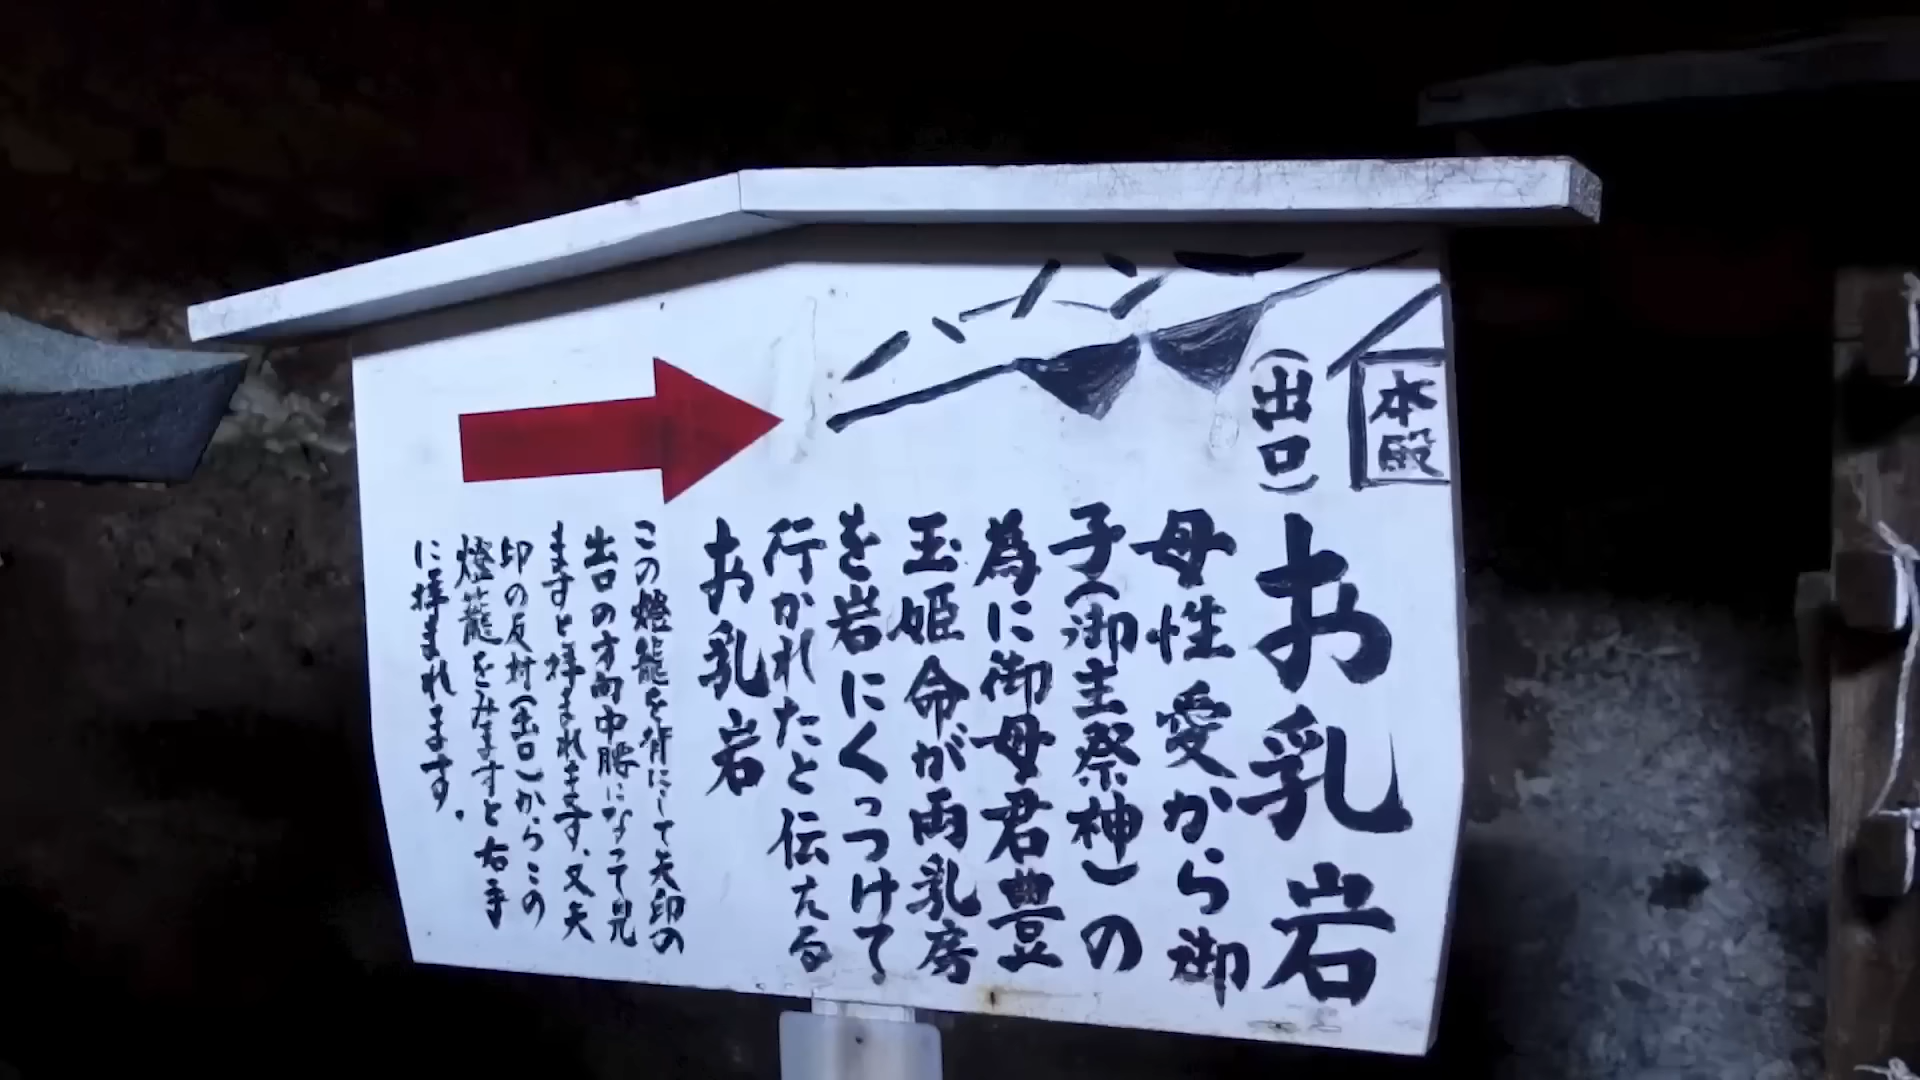 本殿
(出口)
お乳岩
母性愛から御
子(御主祭神)の
為に御母君豊
玉姫命が両乳房
を岩にくっつけて
行かれたと伝える
お乳岩
この燈籠を背にして矢印の
出口の方向中腰になって見
ますと拝まれます。又矢
印の反対(出口)からこの
燈籠をみますと右手
に拝まれます。